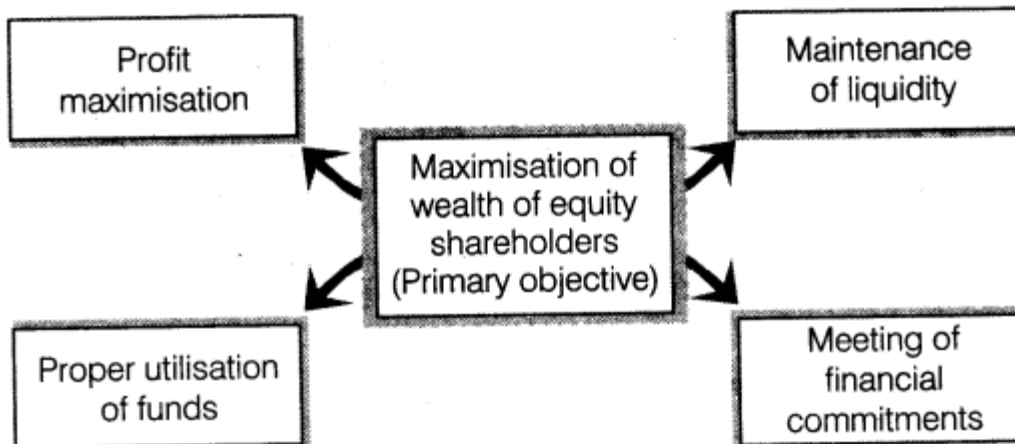 Profit
maximisation
Maintenance
of liquidity
Maximisation of
wealth of equity
shareholders
(Primary objective)
Proper utilisation
of funds
Meeting of
financial
commitments